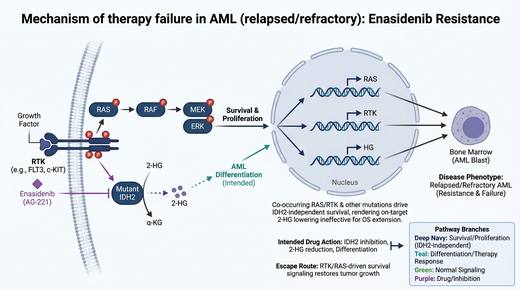 Mechanism of therapy failure in AML (relapsed/refractory): Enasidenib Resistance
Growth
Factor
RTK
(e.g., FLT3, c-KIT)
Enasidenib
(AG-221)
P
P
P
P
P
P
P
P
RAS
RAF
MEK
ERK
Survival &
Proliferation
Mutant
IDH2
2-HG
α-KG
2-HG
AML
Differentiation
(Intended)
RAS
RTK
HG
Nucleus
Bone Marrow
(AML Blast)
Disease Phenotype:
Relapsed/Refractory AML
(Resistance & Failure)
Co-occurring RAS/RTK & other mutations drive
IDH2-independent survival, rendering on-target
2-HG lowering ineffective for OS extension.
Intended Drug Action: IDH2 inhibition,
2-HG reduction, Differentiation
Escape Route: RTK/RAS-driven survival
signaling restores tumor growth
Pathway Branches
Deep Navy: Survival/Proliferation
(IDH2-independent)
Teal: Differentiation/Therapy
Response
Green: Normal Signaling
Purple: Drug/Inhibition